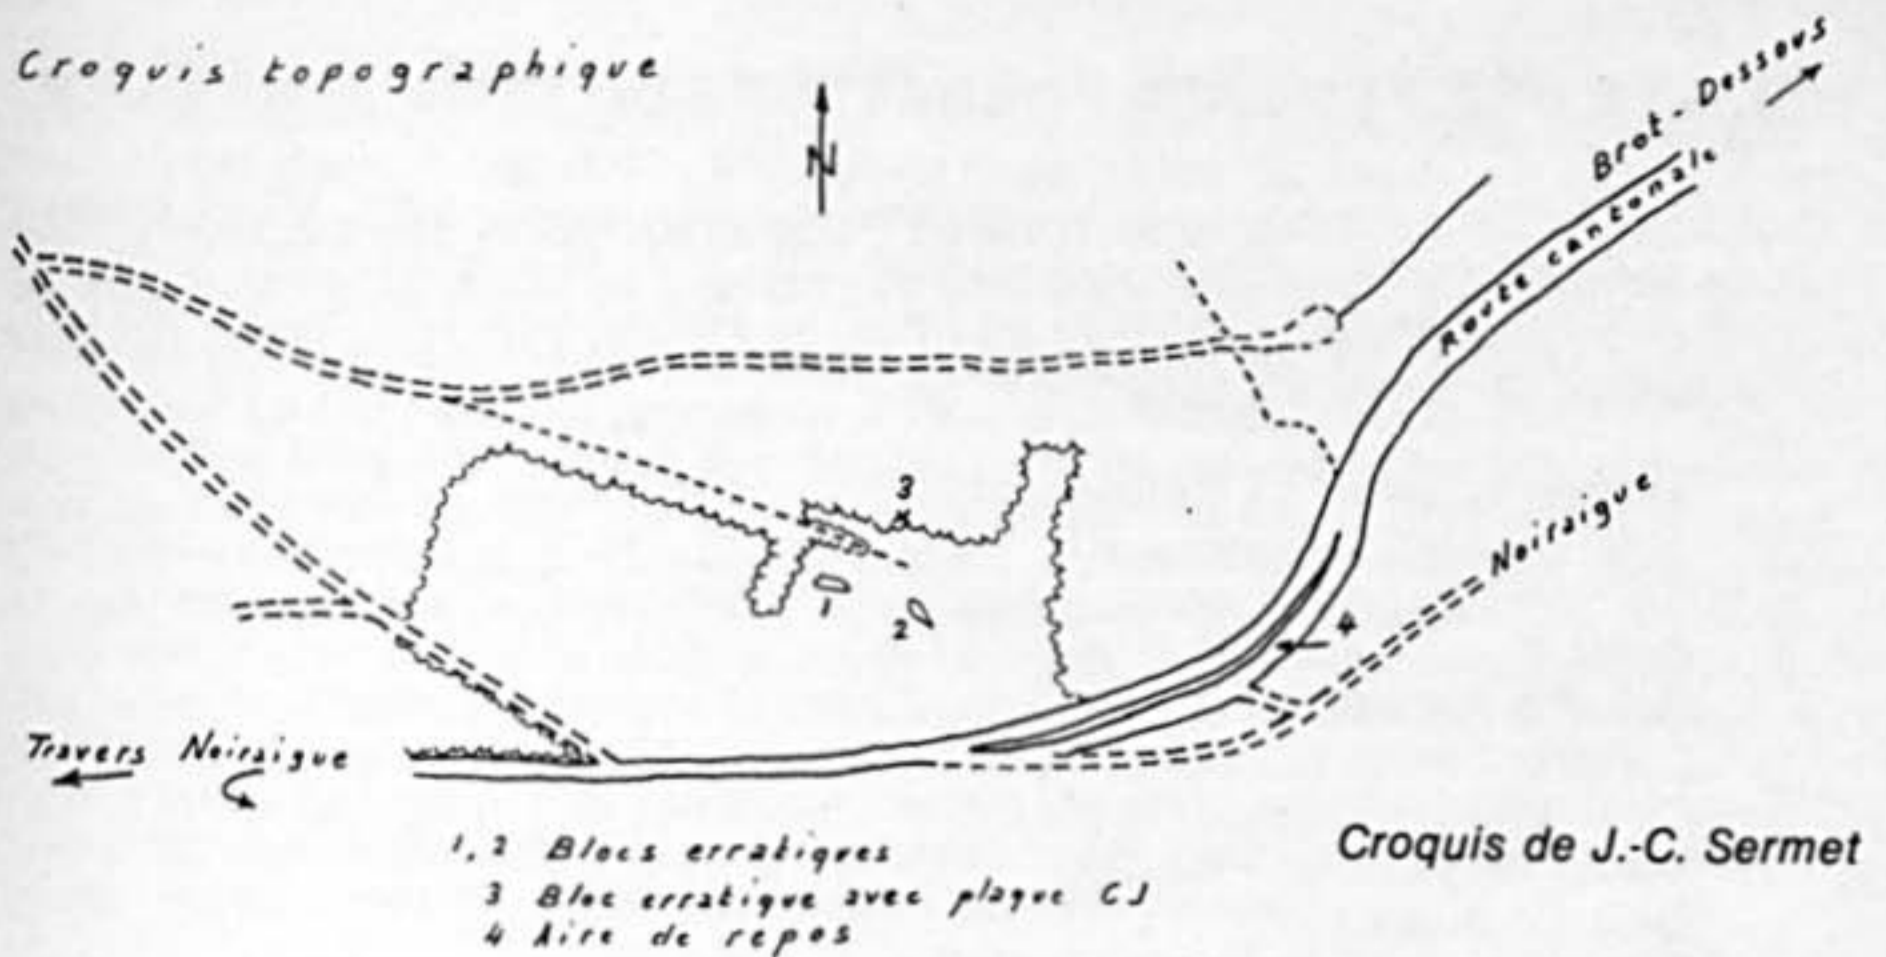 Croquis topographique
N
Brot-Dessous
Route cantonale
3
1
2
4
Noiraigue
Travers Noiraigue
1,2 Blocs erratiques
3 Bloc erratique avec plaque CJ
4 Aire de repos
Croquis de J.-C. Sermet